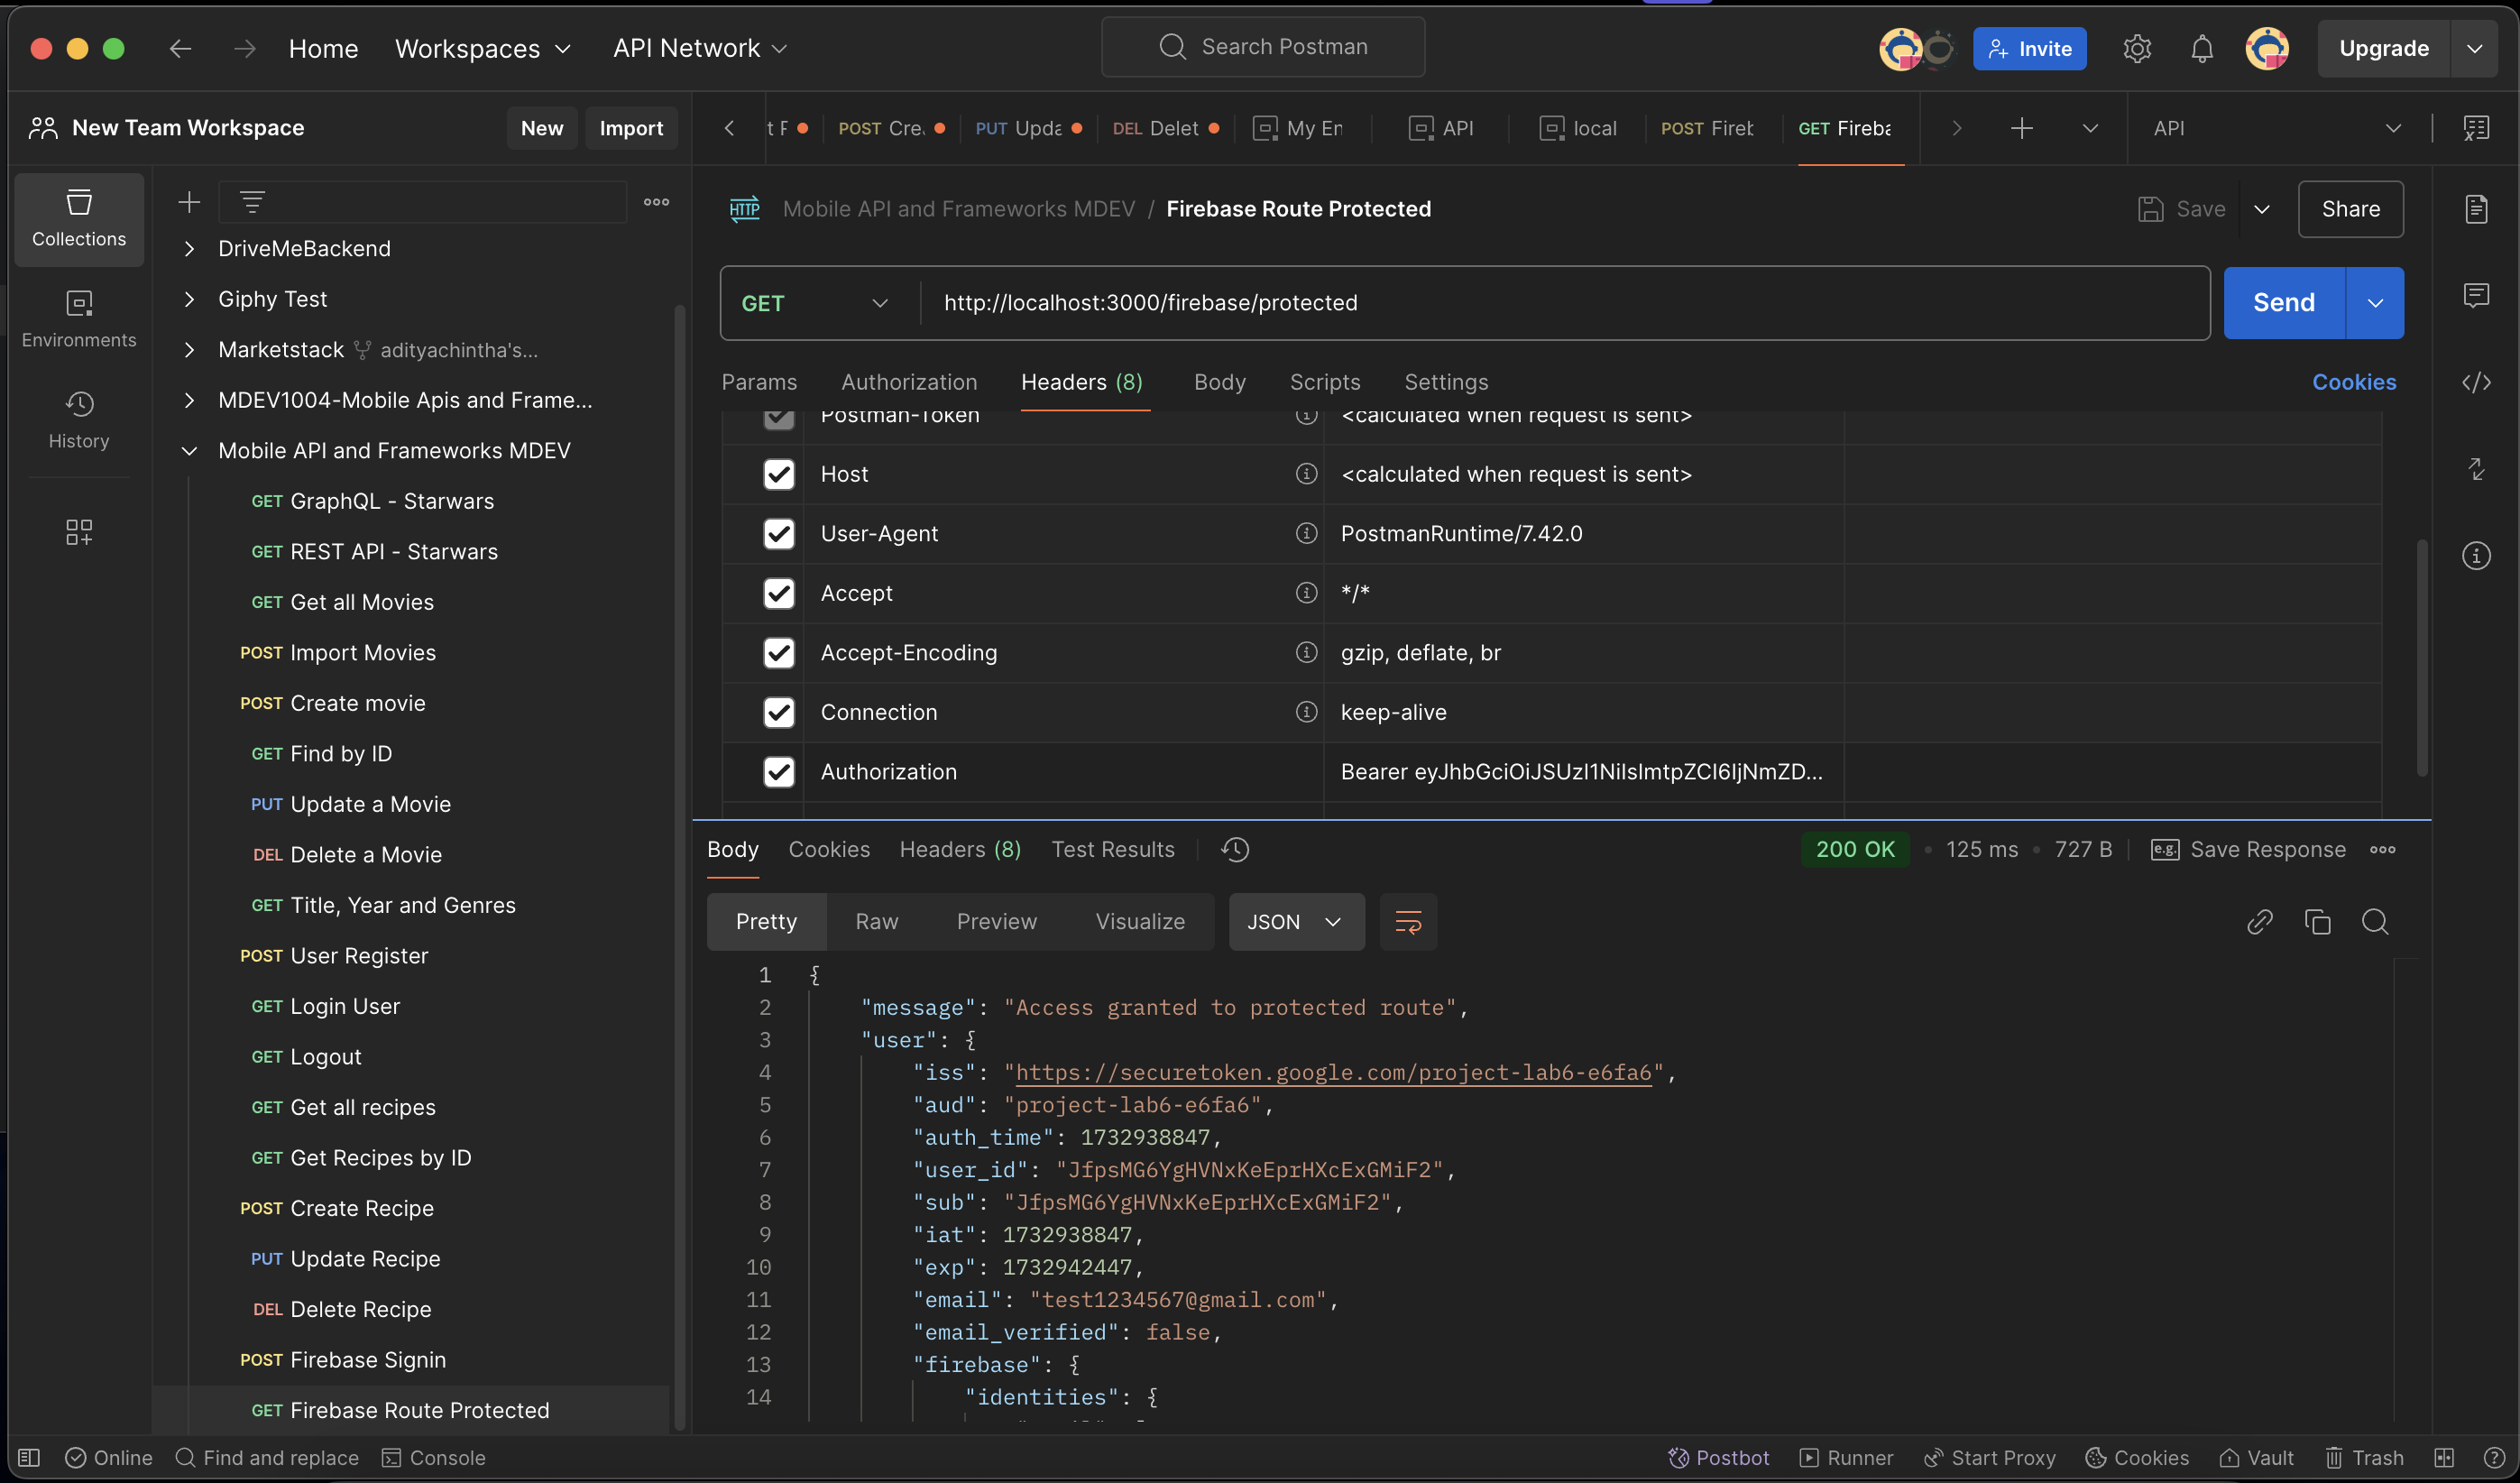 Home Workspaces API Network Search Postman Invite Upgrade
New Team Workspace New Import
t F POST Cre PUT Upda DEL Delet My En API local POST Fireb GET Fireba API
Collections
Environments
History
DriveMeBackend
Giphy Test
Marketstack adityachintha's...
MDEV1004-Mobile Apis and Frame...
Mobile API and Frameworks MDEV
GET GraphQL - Starwars
GET REST API - Starwars
GET Get all Movies
POST Import Movies
POST Create movie
GET Find by ID
PUT Update a Movie
DEL Delete a Movie
GET Title, Year and Genres
POST User Register
GET Login User
GET Logout
GET Get all recipes
GET Get Recipes by ID
POST Create Recipe
PUT Update Recipe
DEL Delete Recipe
POST Firebase Signin
GET Firebase Route Protected
HTTP Mobile API and Frameworks MDEV / Firebase Route Protected Save Share
GET http://localhost:3000/firebase/protected Send
Params Authorization Headers (8) Body Scripts Settings Cookies
Postman-Token <calculated when request is sent>
Host <calculated when request is sent>
User-Agent PostmanRuntime/7.42.0
Accept */*
Accept-Encoding gzip, deflate, br
Connection keep-alive
Authorization Bearer eyJhbGciOiJSUzI1NiIsImtpZCI6IjNmZD...
Body Cookies Headers (8) Test Results 200 OK • 125 ms • 727 B e.g. Save Response
Pretty Raw Preview Visualize JSON
1 {
2 "message": "Access granted to protected route",
3 "user": {
4 "iss": "https://securetoken.google.com/project-lab6-e6fa6",
5 "aud": "project-lab6-e6fa6",
6 "auth_time": 1732938847,
7 "user_id": "JfpsMG6YgHVNxKeEprHXcExGMiF2",
8 "sub": "JfpsMG6YgHVNxKeEprHXcExGMiF2",
9 "iat": 1732938847,
10 "exp": 1732942447,
11 "email": "test1234567@gmail.com",
12 "email_verified": false,
13 "firebase": {
14 "identities": {
Online Find and replace Console Postbot Runner Start Proxy Cookies Vault Trash